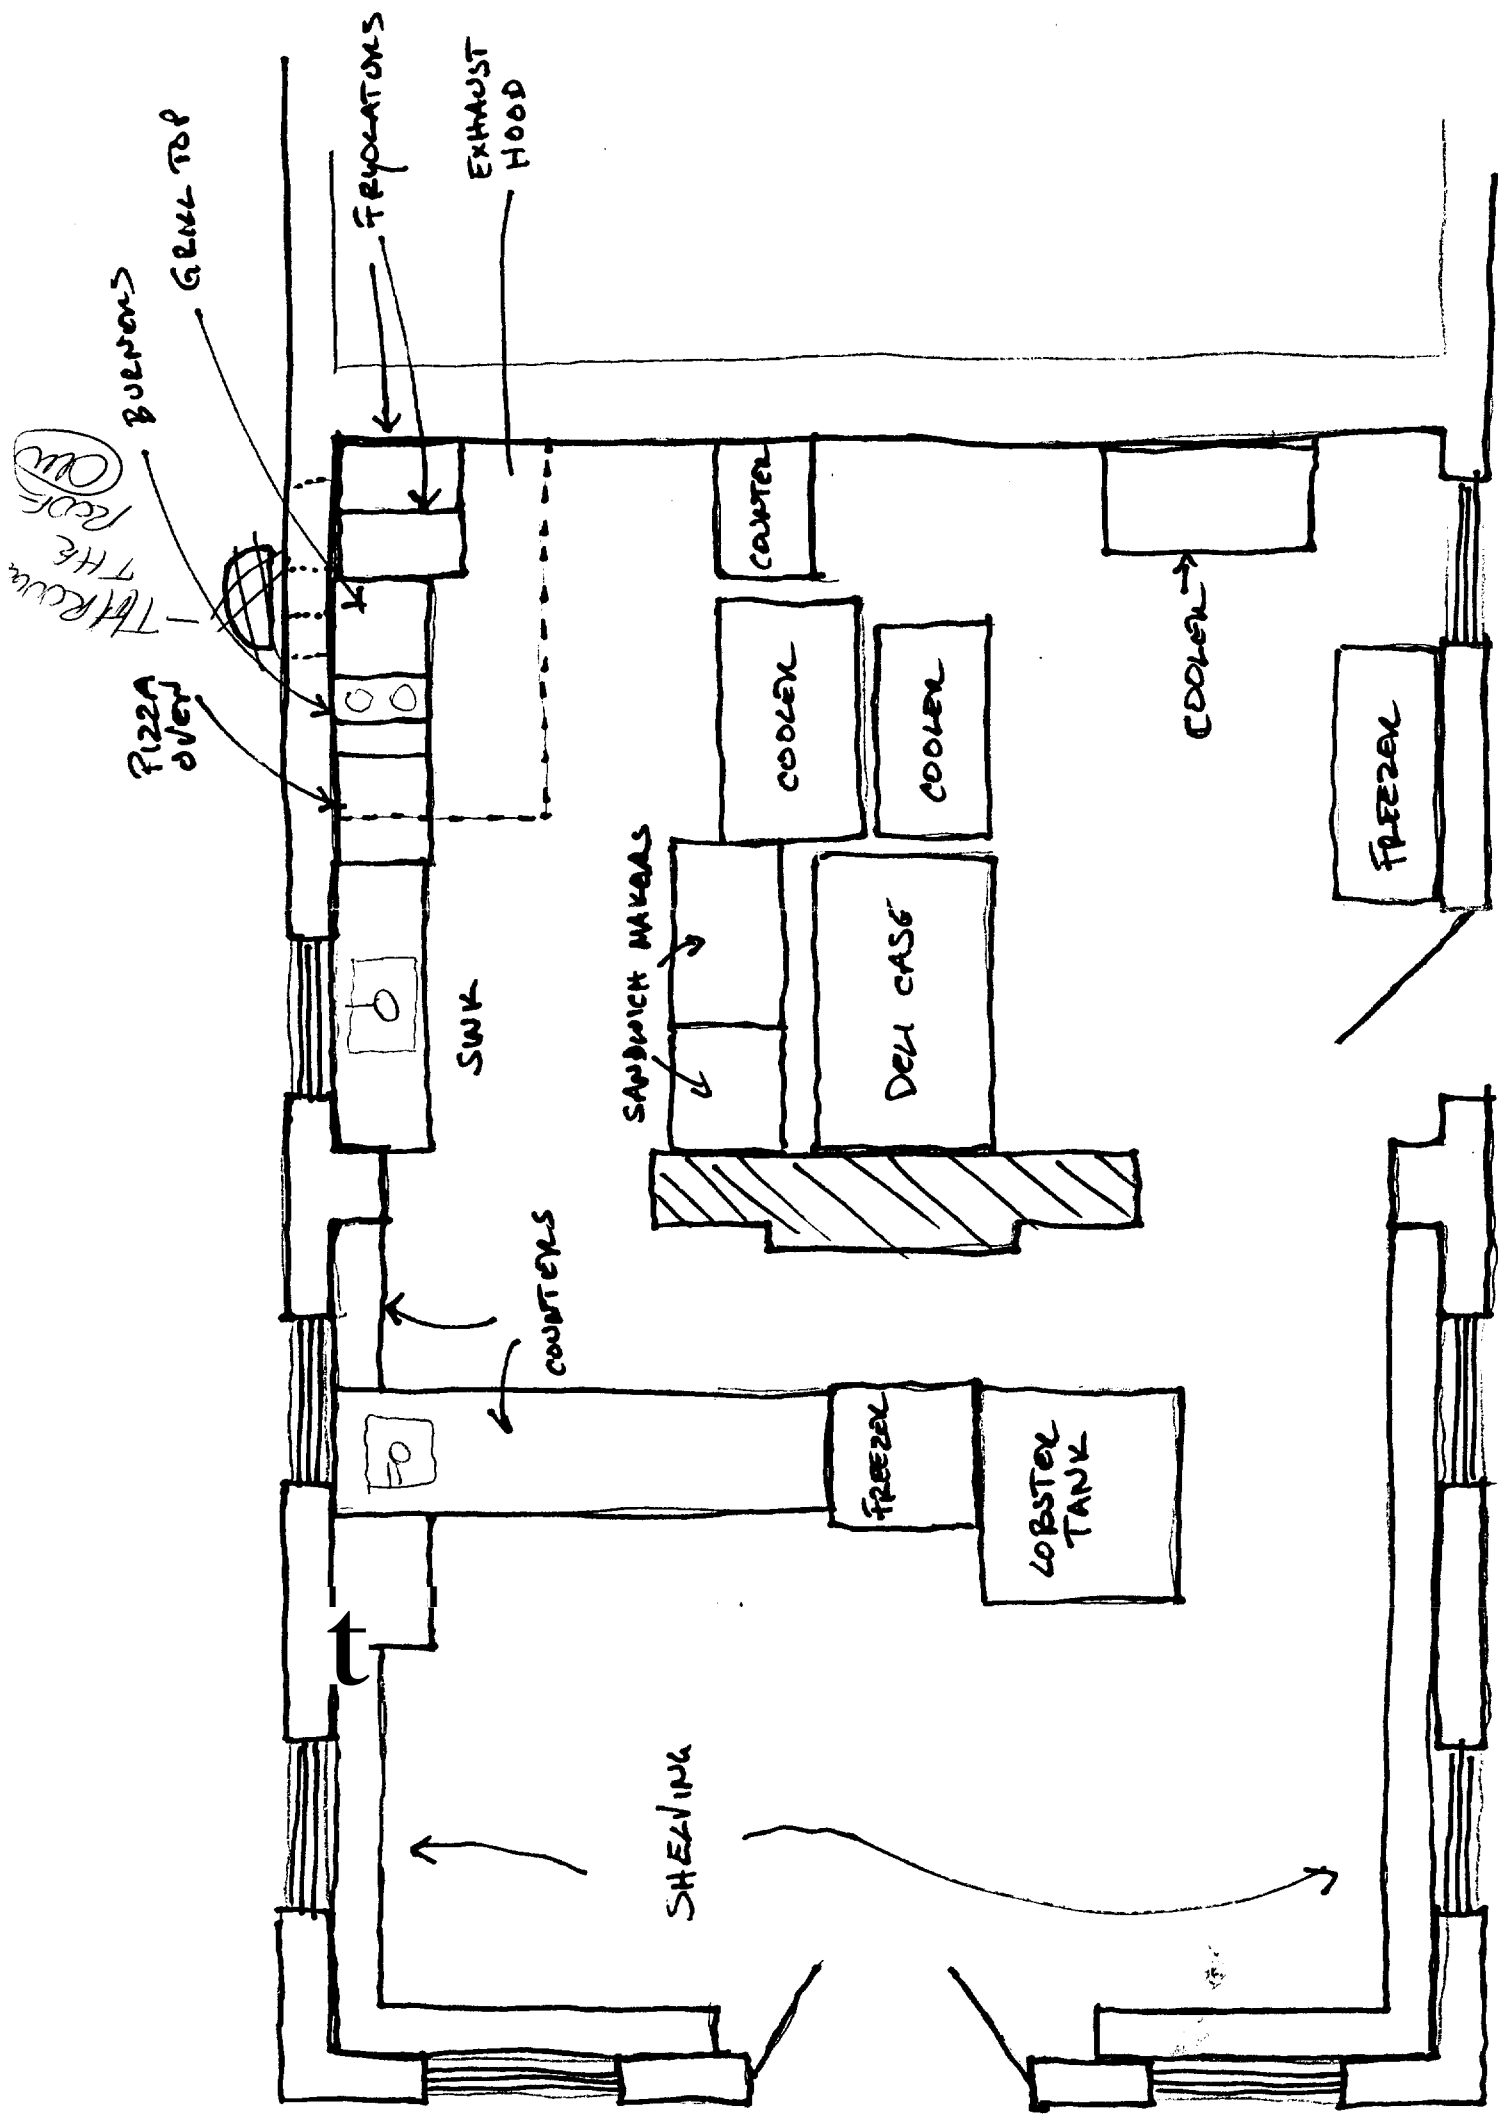 THROUGH
THE
ROOF
PIZZA
OVEN
BURNERS
GRILL TOP
FRYOLATORS
EXHAUST
HOOD
SINK
COUNTERS
SANDWICH MAKERS
COUNTER
COOLER
COOLER
DELI CASE
COOLER
FREEZER
FREEZER
LOBSTER
TANK
SHELVING
t